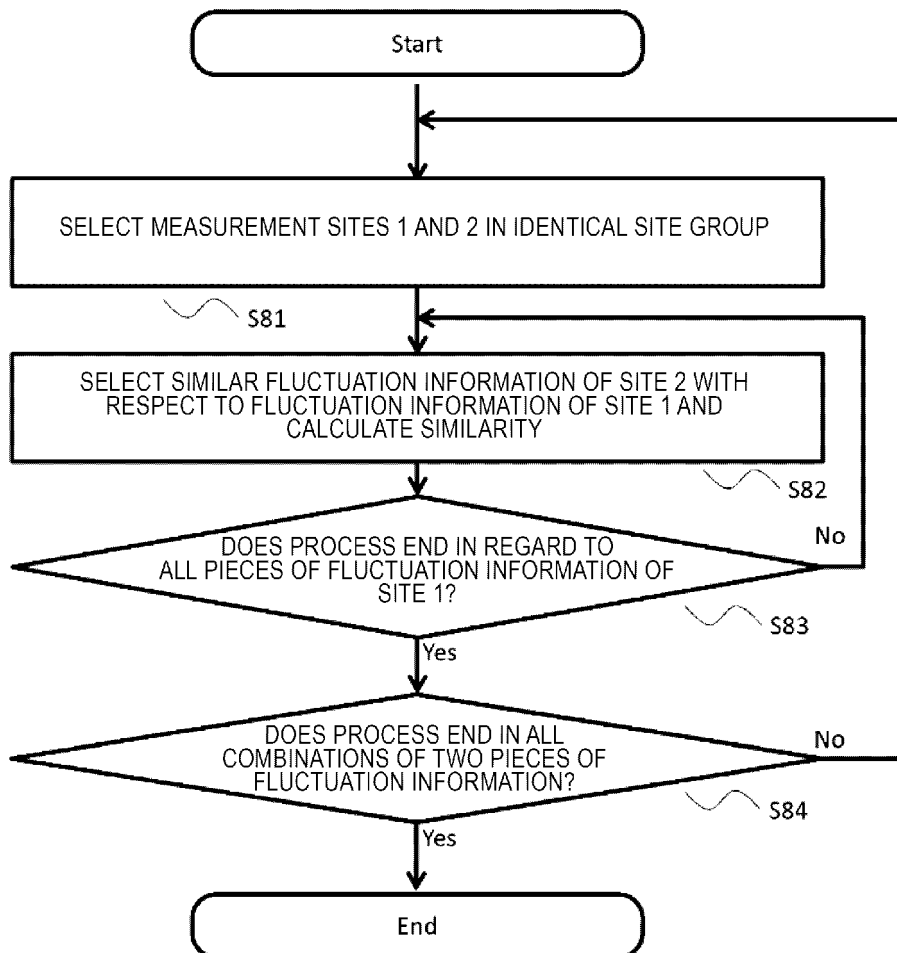 Start
SELECT MEASUREMENT SITES 1 AND 2 IN IDENTICAL SITE GROUP
S81
SELECT SIMILAR FLUCTUATION INFORMATION OF SITE 2 WITH
RESPECT TO FLUCTUATION INFORMATION OF SITE 1 AND
CALCULATE SIMILARITY
S82
DOES PROCESS END IN REGARD TO
ALL PIECES OF FLUCTUATION INFORMATION OF
SITE 1?
No
S83
Yes
DOES PROCESS END IN ALL
COMBINATIONS OF TWO PIECES OF
FLUCTUATION INFORMATION?
No
S84
Yes
End